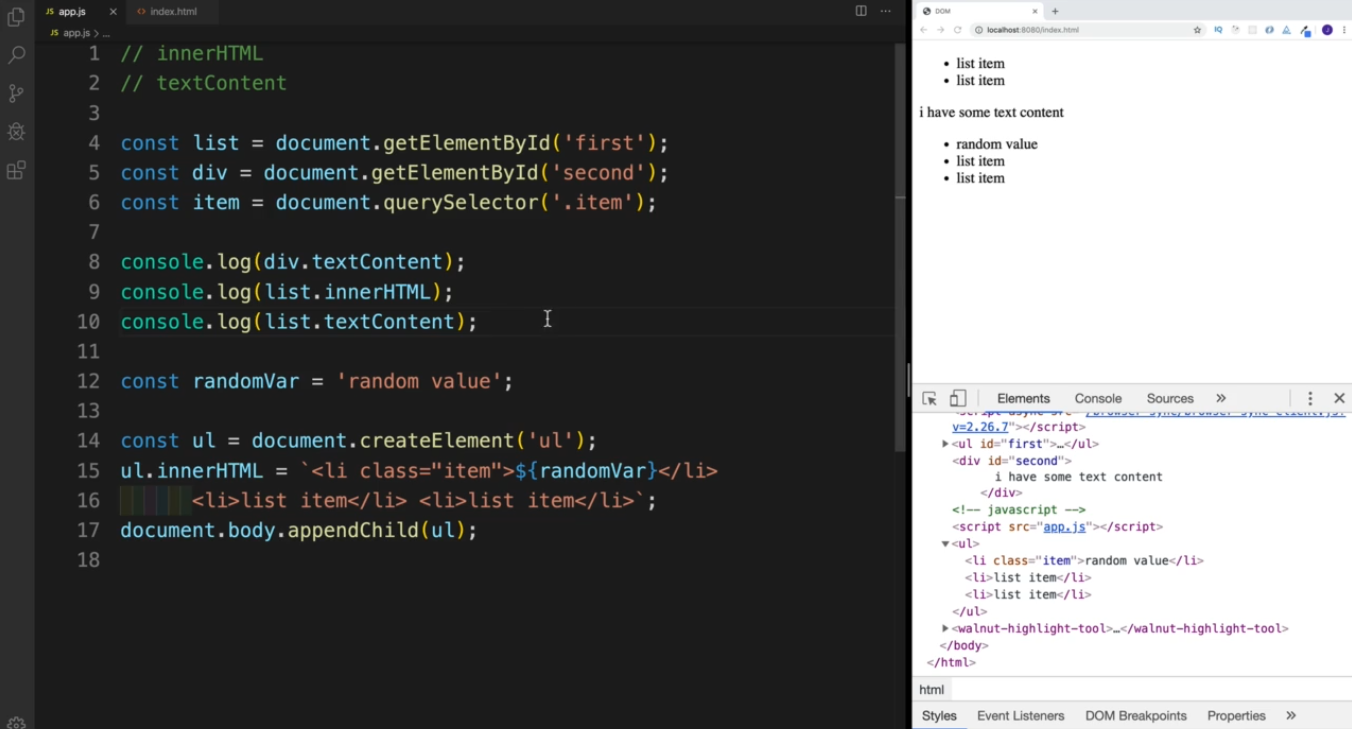 app.js
index.html
app.js > ...
1 // innerHTML
2 // textContent
3
4 const list = document.getElementById('first');
5 const div = document.getElementById('second');
6 const item = document.querySelector('.item');
7
8 console.log(div.textContent);
9 console.log(list.innerHTML);
10 console.log(list.textContent);
11
12 const randomVar = 'random value';
13
14 const ul = document.createElement('ul');
15 ul.innerHTML = `<li class="item">${randomVar}</li>
16 <li>list item</li> <li>list item</li>`;
17 document.body.appendChild(ul);
18
DOM
localhost:8080/index.html
• list item
• list item
i have some text content
• random value
• list item
• list item
Elements Console Sources
<script async src="/browser-sync/browser-sync-client.js?
v=2.26.7"></script>
<ul id="first">…</ul>
<div id="second">
i have some text content
</div>
<!-- javascript -->
<script src="app.js"></script>
<ul>
<li class="item">random value</li>
<li>list item</li>
<li>list item</li>
</ul>
<walnut-highlight-tool>…</walnut-highlight-tool>
</body>
</html>
html
Styles Event Listeners DOM Breakpoints Properties